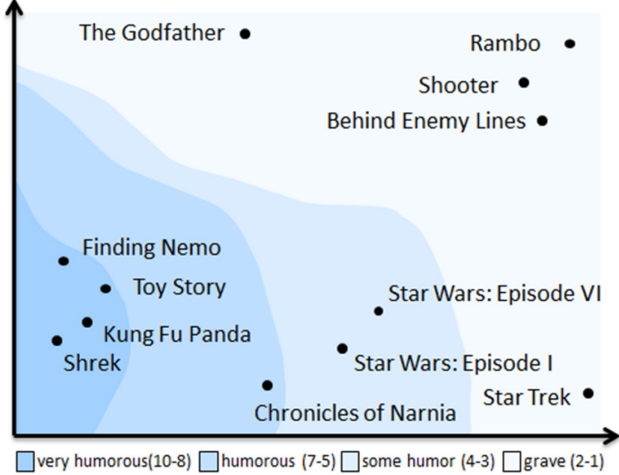 The Godfather
Rambo
Shooter
Behind Enemy Lines
Finding Nemo
Toy Story
Star Wars: Episode VI
Kung Fu Panda
Shrek
Star Wars: Episode I
Star Trek
Chronicles of Narnia
very humorous(10-8) humorous (7-5) some humor (4-3) grave (2-1)